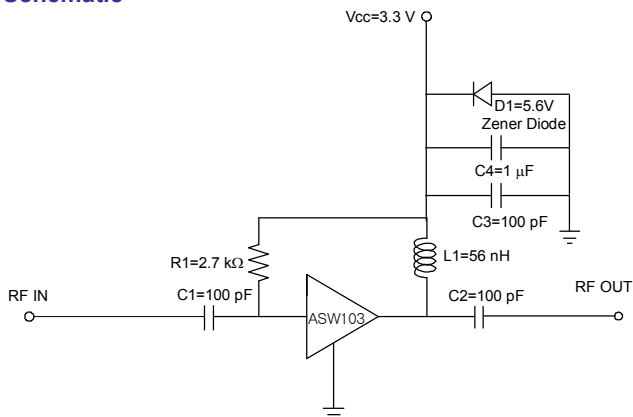 Schematic
Vcc=3.3 V
D1=5.6V
Zener Diode
C4=1 μF
C3=100 pF
R1=2.7 kΩ
L1=56 nH
RF IN
C1=100 pF
ASW103
C2=100 pF
RF OUT